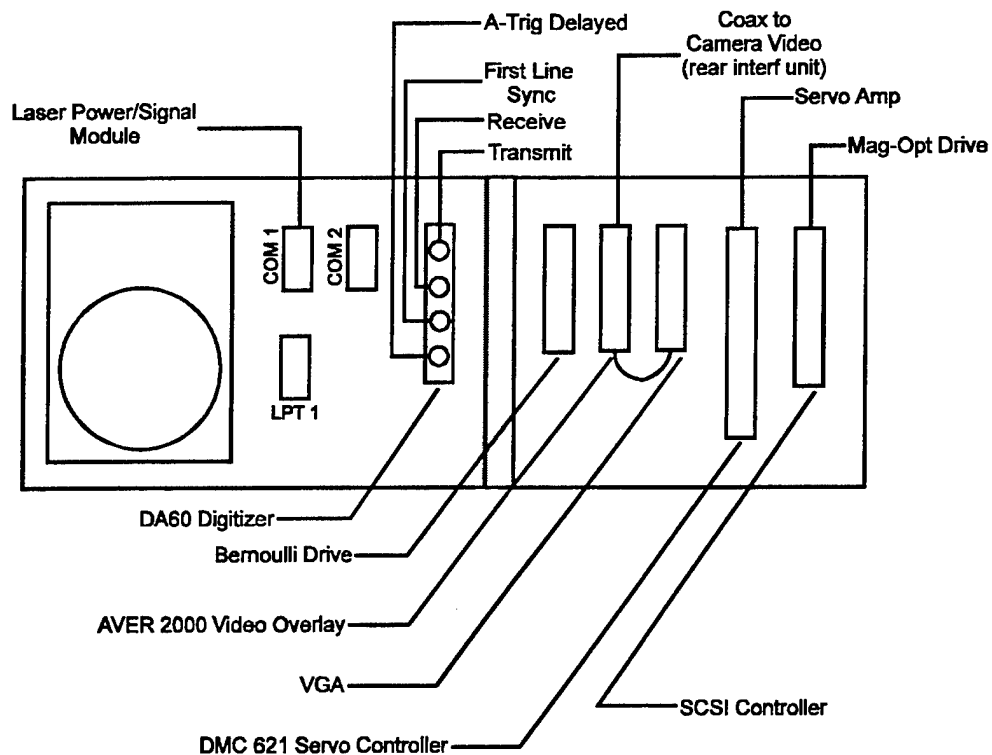 A-Trig Delayed
Coax to
Camera Video
(rear interf unit)
First Line
Sync
Servo Amp
Laser Power/Signal
Module
Receive
Transmit
Mag-Opt Drive
COM 1
COM 2
LPT 1
DA60 Digitizer
Bernoulli Drive
AVER 2000 Video Overlay
VGA
SCSI Controller
DMC 621 Servo Controller